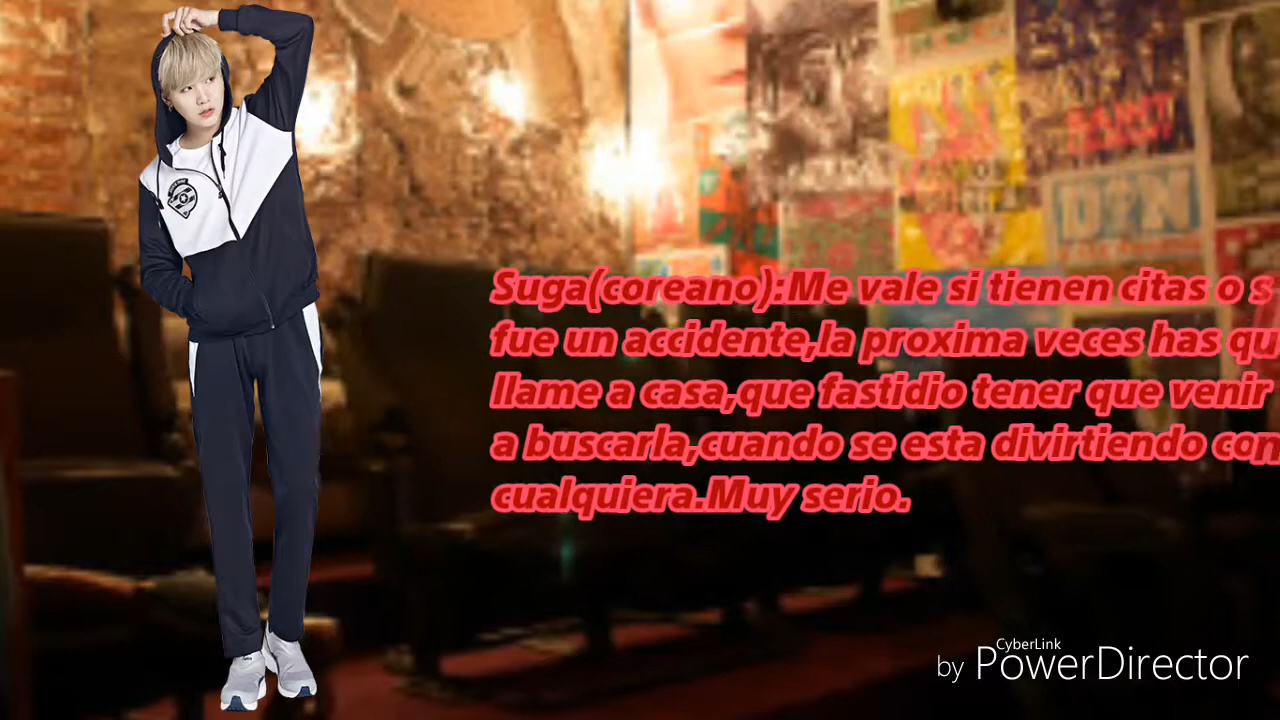 Suga(coreano):Me vale si tienen citas o s
fue un accidente,la proxima veces has qu
llame a casa,que fastidio tener que venir
a buscarla,cuando se esta divirtiendo con
cualquiera.Muy serio.
DPN
CyberLink
by PowerDirector